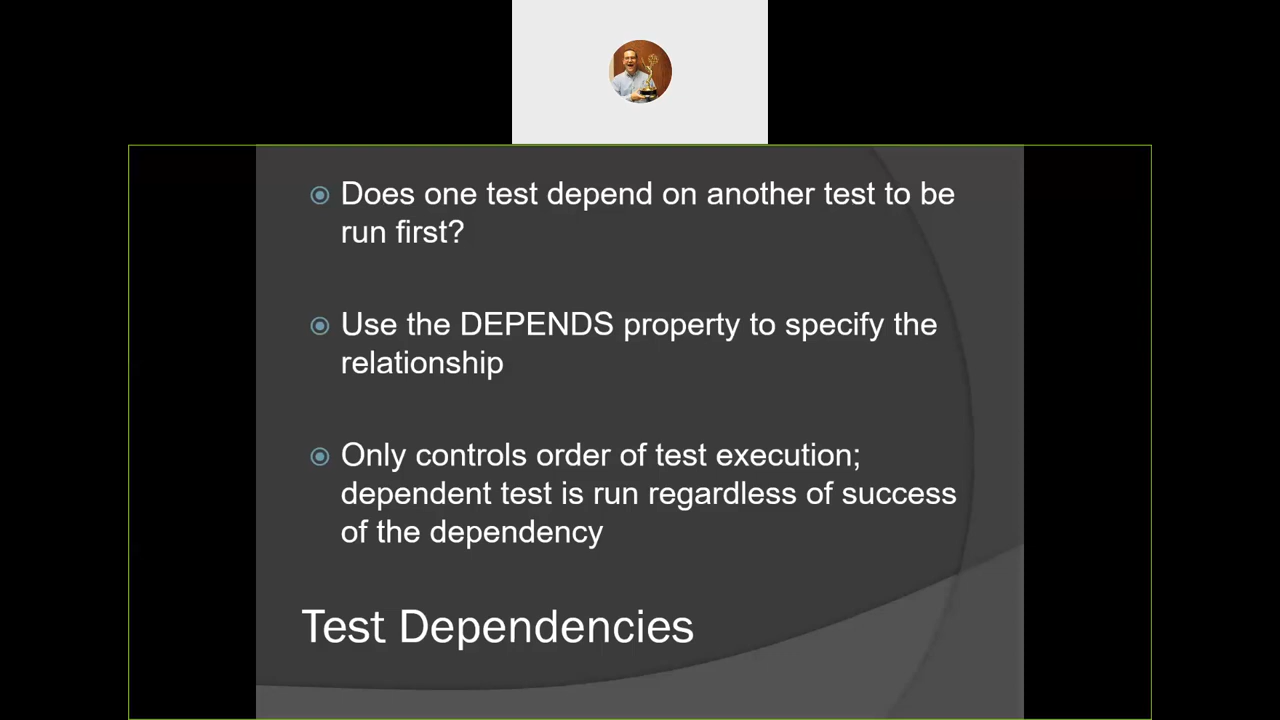 Does one test depend on another test to be
run first?
Use the DEPENDS property to specify the
relationship
Only controls order of test execution;
dependent test is run regardless of success
of the dependency
Test Dependencies